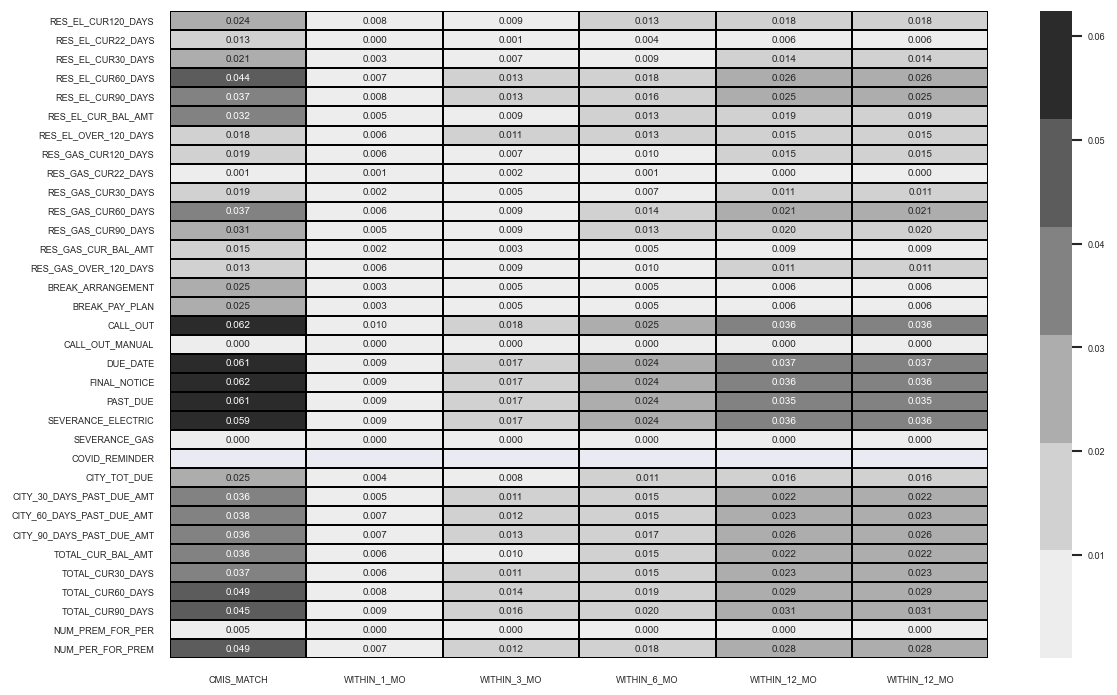 RES_EL_CUR120_DAYS 0.024 0.008 0.009 0.013 0.018 0.018
RES_EL_CUR22_DAYS 0.013 0.000 0.001 0.004 0.006 0.006
RES_EL_CUR30_DAYS 0.021 0.003 0.007 0.009 0.014 0.014
RES_EL_CUR60_DAYS 0.044 0.007 0.013 0.018 0.026 0.026
RES_EL_CUR90_DAYS 0.037 0.008 0.013 0.016 0.025 0.025
RES_EL_CUR_BAL_AMT 0.032 0.005 0.009 0.013 0.019 0.019
RES_EL_OVER_120_DAYS 0.018 0.006 0.011 0.013 0.015 0.015
RES_GAS_CUR120_DAYS 0.019 0.006 0.007 0.010 0.015 0.015
RES_GAS_CUR22_DAYS 0.001 0.001 0.002 0.001 0.000 0.000
RES_GAS_CUR30_DAYS 0.019 0.002 0.005 0.007 0.011 0.011
RES_GAS_CUR60_DAYS 0.037 0.006 0.009 0.014 0.021 0.021
RES_GAS_CUR90_DAYS 0.031 0.005 0.009 0.013 0.020 0.020
RES_GAS_CUR_BAL_AMT 0.015 0.002 0.003 0.005 0.009 0.009
RES_GAS_OVER_120_DAYS 0.013 0.006 0.009 0.010 0.011 0.011
BREAK_ARRANGEMENT 0.025 0.003 0.005 0.005 0.006 0.006
BREAK_PAY_PLAN 0.025 0.003 0.005 0.005 0.006 0.006
CALL_OUT 0.062 0.010 0.018 0.025 0.036 0.036
CALL_OUT_MANUAL 0.000 0.000 0.000 0.000 0.000 0.000
DUE_DATE 0.061 0.009 0.017 0.024 0.037 0.037
FINAL_NOTICE 0.062 0.009 0.017 0.024 0.036 0.036
PAST_DUE 0.061 0.009 0.017 0.024 0.035 0.035
SEVERANCE_ELECTRIC 0.059 0.009 0.017 0.024 0.036 0.036
SEVERANCE_GAS 0.000 0.000 0.000 0.000 0.000 0.000
COVID_REMINDER
CITY_TOT_DUE 0.025 0.004 0.008 0.011 0.016 0.016
CITY_30_DAYS_PAST_DUE_AMT 0.036 0.005 0.011 0.015 0.022 0.022
CITY_60_DAYS_PAST_DUE_AMT 0.038 0.007 0.012 0.015 0.023 0.023
CITY_90_DAYS_PAST_DUE_AMT 0.036 0.007 0.013 0.017 0.026 0.026
TOTAL_CUR_BAL_AMT 0.036 0.006 0.010 0.015 0.022 0.022
TOTAL_CUR30_DAYS 0.037 0.006 0.011 0.015 0.023 0.023
TOTAL_CUR60_DAYS 0.049 0.008 0.014 0.019 0.029 0.029
TOTAL_CUR90_DAYS 0.045 0.009 0.016 0.020 0.031 0.031
NUM_PREM_FOR_PER 0.005 0.000 0.000 0.000 0.000 0.000
NUM_PER_FOR_PREM 0.049 0.007 0.012 0.018 0.028 0.028
CMIS_MATCH WITHIN_1_MO WITHIN_3_MO WITHIN_6_MO WITHIN_12_MO WITHIN_12_MO
0.06
0.05
0.04
0.03
0.02
0.01